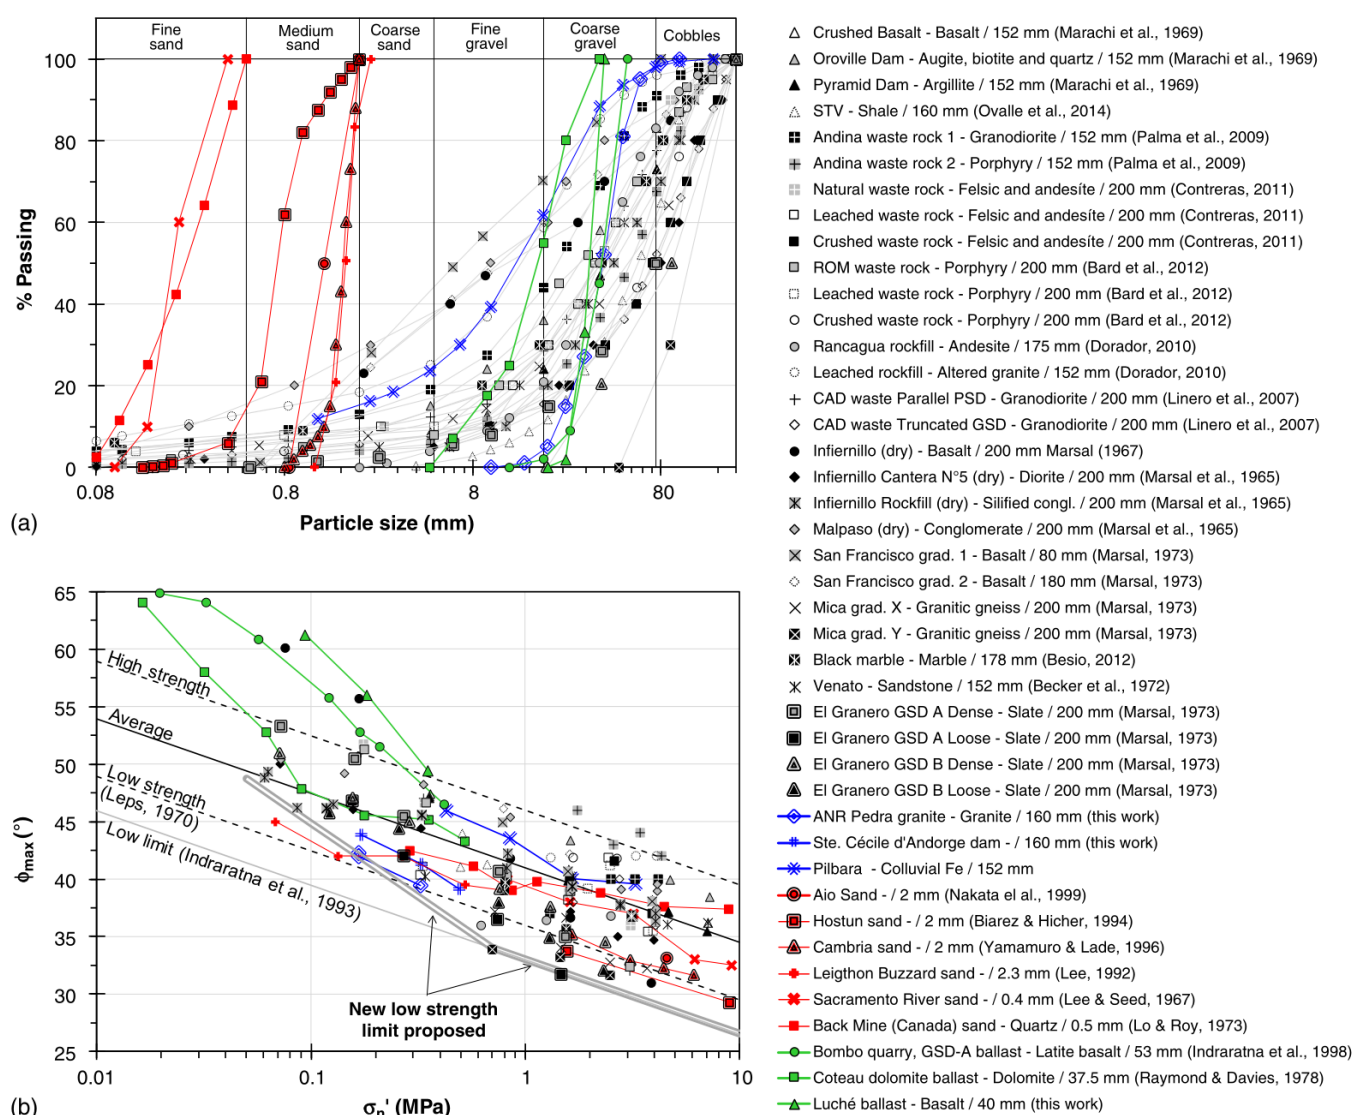 Fine
sand
Medium
sand
Coarse
sand
Fine
gravel
Coarse
gravel
Cobbles
100
80
60
40
20
0
% Passing
0.08
0.8
8
80
Particle size (mm)
(a)
65
60
55
50
45
40
35
30
25
ϕmax (°)
High strength
Average
Low strength
(Leps, 1970)
Low limit (Indraratna et al., 1993)
New low strength
limit proposed
0.01
0.1
1
10
σn' (MPa)
(b)
Crushed Basalt - Basalt / 152 mm (Marachi et al., 1969)
Oroville Dam - Augite, biotite and quartz / 152 mm (Marachi et al., 1969)
Pyramid Dam - Argillite / 152 mm (Marachi et al., 1969)
STV - Shale / 160 mm (Ovalle et al., 2014)
Andina waste rock 1 - Granodiorite / 152 mm (Palma et al., 2009)
Andina waste rock 2 - Porphyry / 152 mm (Palma et al., 2009)
Natural waste rock - Felsic and andesíte / 200 mm (Contreras, 2011)
Leached waste rock - Felsic and andesíte / 200 mm (Contreras, 2011)
Crushed waste rock - Felsic and andesíte / 200 mm (Contreras, 2011)
ROM waste rock - Porphyry / 200 mm (Bard et al., 2012)
Leached waste rock - Porphyry / 200 mm (Bard et al., 2012)
Crushed waste rock - Porphyry / 200 mm (Bard et al., 2012)
Rancagua rockfill - Andesite / 175 mm (Dorador, 2010)
Leached rockfill - Altered granite / 152 mm (Dorador, 2010)
CAD waste Parallel PSD - Granodiorite / 200 mm (Linero et al., 2007)
CAD waste Truncated GSD - Granodiorite / 200 mm (Linero et al., 2007)
Infiernillo (dry) - Basalt / 200 mm Marsal (1967)
Infiernillo Cantera N°5 (dry) - Diorite / 200 mm (Marsal et al., 1965)
Infiernillo Rockfill (dry) - Silified congl. / 200 mm (Marsal et al., 1965)
Malpaso (dry) - Conglomerate / 200 mm (Marsal et al., 1965)
San Francisco grad. 1 - Basalt / 80 mm (Marsal, 1973)
San Francisco grad. 2 - Basalt / 180 mm (Marsal, 1973)
Mica grad. X - Granitic gneiss / 200 mm (Marsal, 1973)
Mica grad. Y - Granitic gneiss / 200 mm (Marsal, 1973)
Black marble - Marble / 178 mm (Besio, 2012)
Venato - Sandstone / 152 mm (Becker et al., 1972)
El Granero GSD A Dense - Slate / 200 mm (Marsal, 1973)
El Granero GSD A Loose - Slate / 200 mm (Marsal, 1973)
El Granero GSD B Dense - Slate / 200 mm (Marsal, 1973)
El Granero GSD B Loose - Slate / 200 mm (Marsal, 1973)
ANR Pedra granite - Granite / 160 mm (this work)
Ste. Cécile d'Andorge dam - / 160 mm (this work)
Pilbara - Colluvial Fe / 152 mm
Aio Sand - / 2 mm (Nakata et al., 1999)
Hostun sand - / 2 mm (Biarez & Hicher, 1994)
Cambria sand - / 2 mm (Yamamuro & Lade, 1996)
Leigthon Buzzard sand - / 2.3 mm (Lee, 1992)
Sacramento River sand - / 0.4 mm (Lee & Seed, 1967)
Back Mine (Canada) sand - Quartz / 0.5 mm (Lo & Roy, 1973)
Bombo quarry, GSD-A ballast - Latite basalt / 53 mm (Indraratna et al., 1998)
Coteau dolomite ballast - Dolomite / 37.5 mm (Raymond & Davies, 1978)
Luché ballast - Basalt / 40 mm (this work)